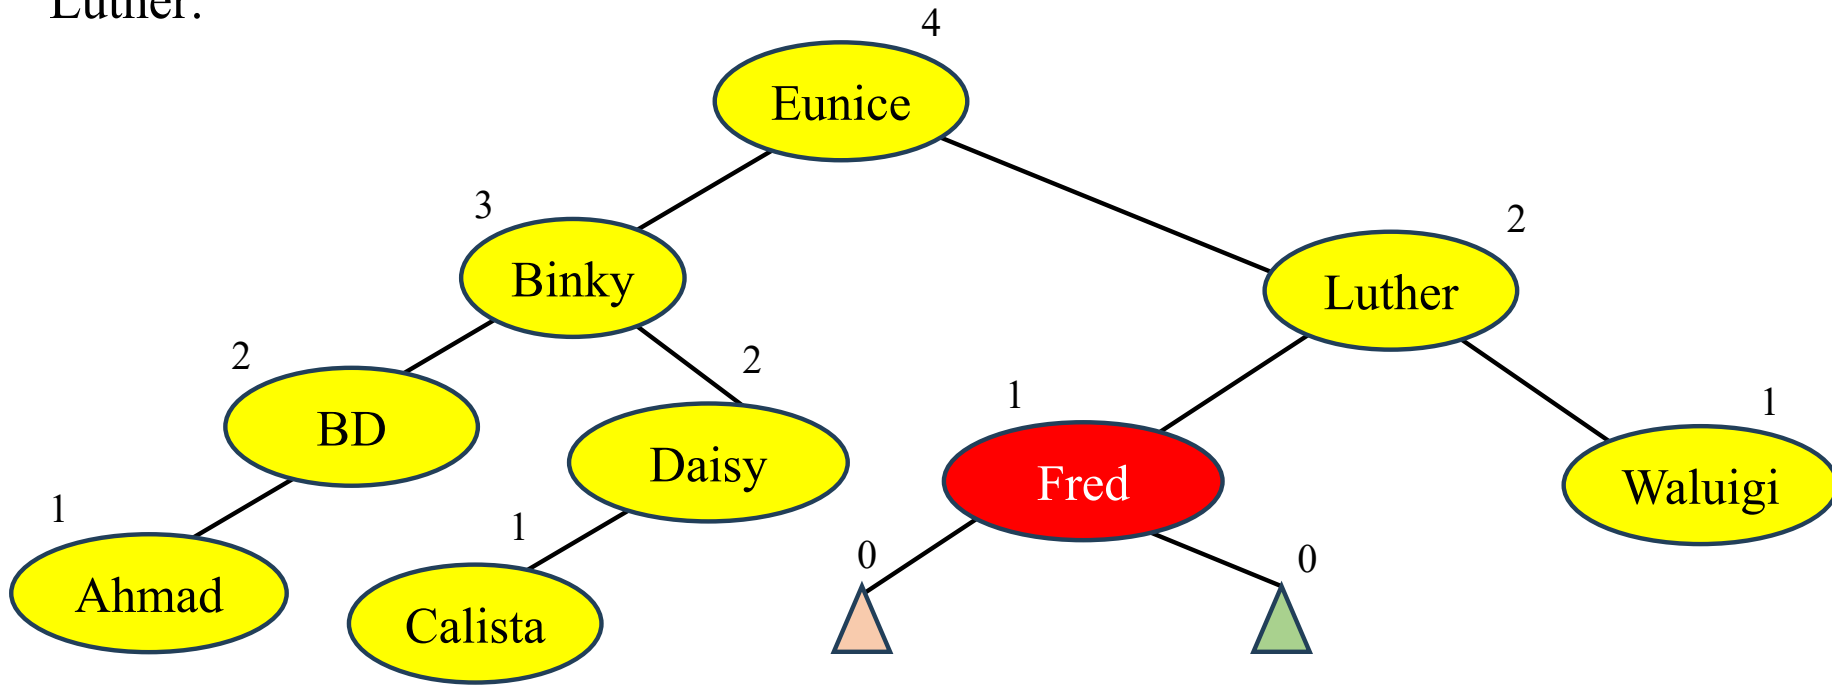 Luther.
4
Eunice
3
2
Binky
Luther
2
2
1
1
BD
Daisy
Fred
Waluigi
1
1
0
0
Ahmad
Calista